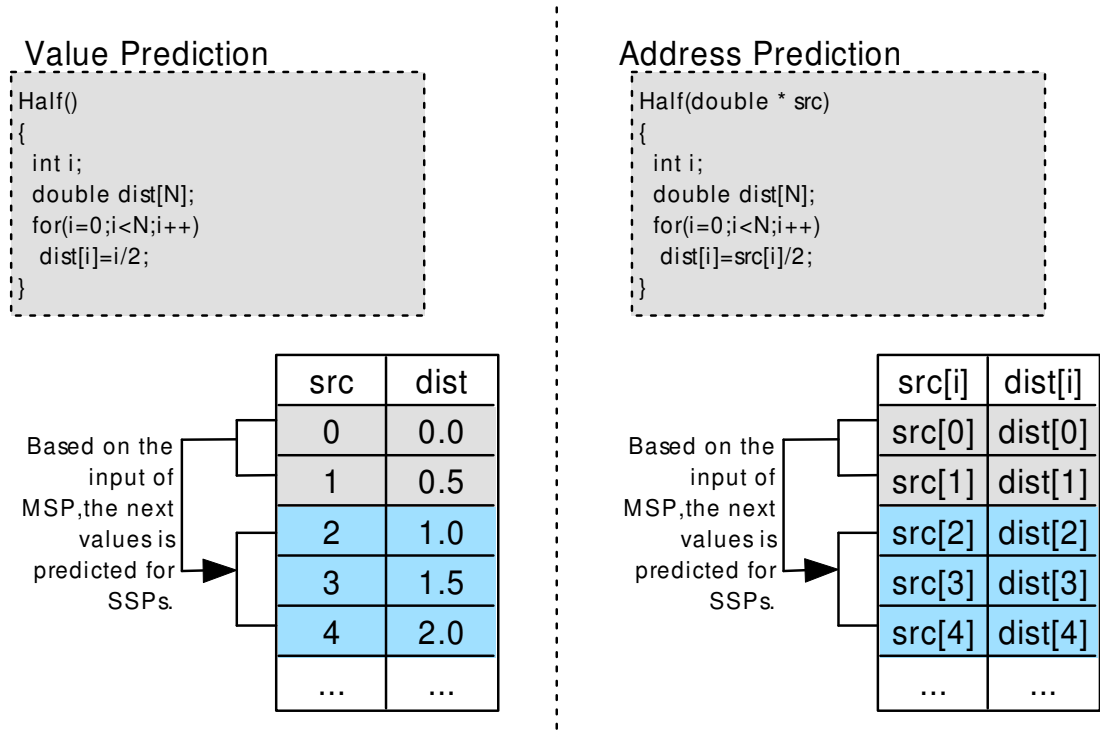 Value Prediction
Half()
{
int i;
double dist[N];
for(i=0;i<N;i++)
dist[i]=i/2;
}
src dist
0 0.0
1 0.5
2 1.0
3 1.5
4 2.0
... ...
Based on the
input of
MSP,the next
values is
predicted for
SSPs.
Address Prediction
Half(double * src)
{
int i;
double dist[N];
for(i=0;i<N;i++)
dist[i]=src[i]/2;
}
src[i] dist[i]
src[0] dist[0]
src[1] dist[1]
src[2] dist[2]
src[3] dist[3]
src[4] dist[4]
... ...
Based on the
input of
MSP,the next
values is
predicted for
SSPs.